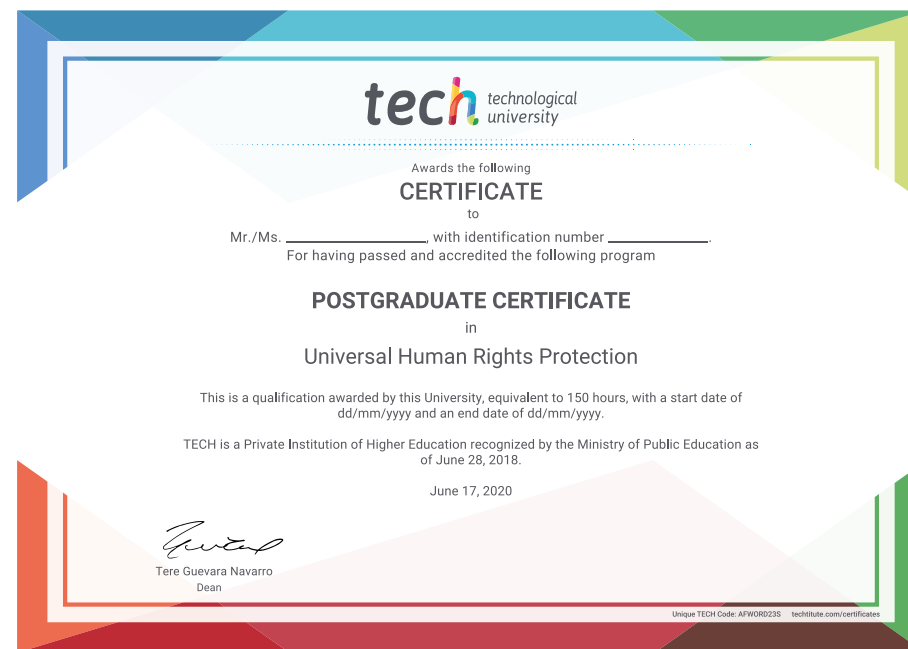 tech technological
university
Awards the following
CERTIFICATE
to
Mr./Ms. ____________, with identification number ____________.
For having passed and accredited the following program
POSTGRADUATE CERTIFICATE
in
Universal Human Rights Protection
This is a qualification awarded by this University, equivalent to 150 hours, with a start date of
dd/mm/yyyy and an end date of dd/mm/yyyy.
TECH is a Private Institution of Higher Education recognized by the Ministry of Public Education as
of June 28, 2018.
June 17, 2020
Tere Guevara Navarro
Dean
Unique TECH Code: AFWORD23S techtitute.com/certificates